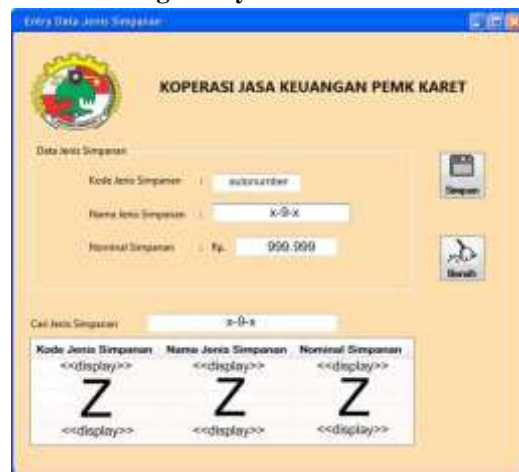 Entry Data Jenis Simpanan
KOPERASI JASA KEUANGAN PEMK KARET
Data Jenis Simpanan
Kode Jenis Simpanan : autonumber
Simpan
Nama Jenis Simpanan : x-9-x
Nominal Simpanan : Rp. 999.999
Bersih
Cari Jenis Simpanan x-9-x
Kode Jenis Simpanan Nama Jenis Simpanan Nominal Simpanan
<<display>> <<display>> <<display>>
Z Z Z
<<display>> <<display>> <<display>>